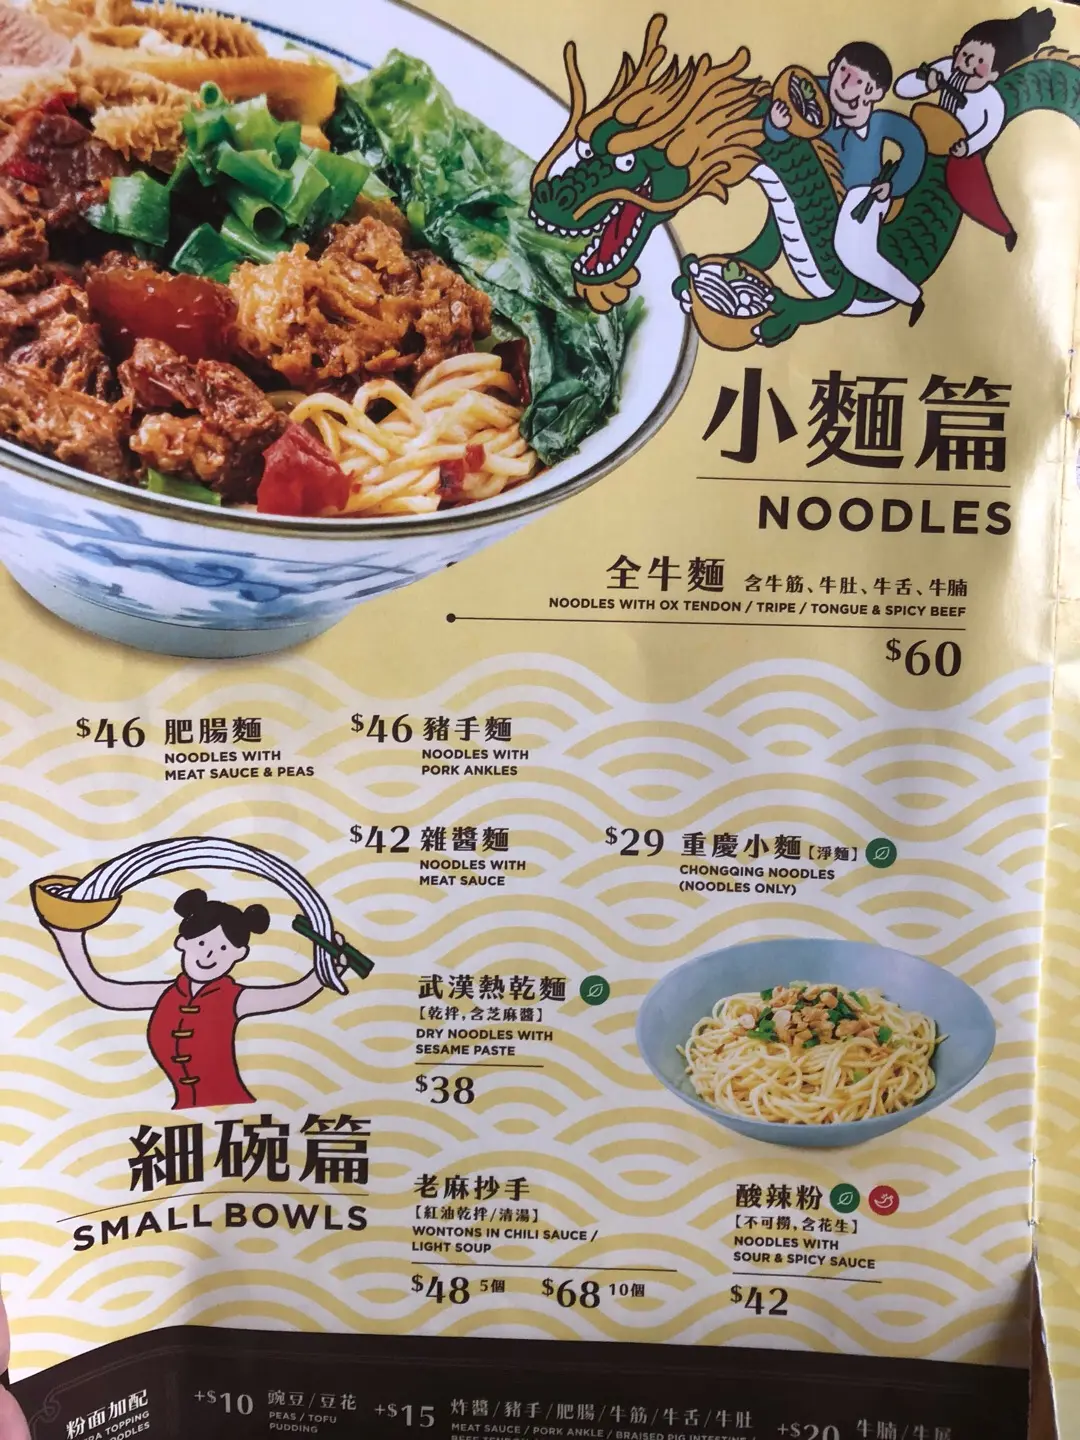 小麵篇
NOODLES
全牛麵 含牛筋、牛肚、牛舌、牛腩
NOODLES WITH OX TENDON / TRIPE / TONGUE & SPICY BEEF
$60
$46 肥腸麵
NOODLES WITH
MEAT SAUCE & PEAS
$46 豬手麵
NOODLES WITH
PORK ANKLES
$42 雜醬麵
NOODLES WITH
MEAT SAUCE
$29 重慶小麵【淨麵】
CHONGQING NOODLES
(NOODLES ONLY)
武漢熱乾麵
【乾拌,含芝麻醬】
DRY NOODLES WITH
SESAME PASTE
$38
細碗篇
SMALL BOWLS
老麻抄手
【紅油乾拌/清湯】
WONTONS IN CHILI SAUCE /
LIGHT SOUP
$48 5個 $68 10個
酸辣粉
【不可撈,含花生】
NOODLES WITH
SOUR & SPICY SAUCE
$42
粉面加配
TOPPING
+$10 豌豆/豆花
PEAS / TOFU
PUDDING
+$15 炸醬/豬手/肥腸/牛筋/牛舌/牛肚
MEAT SAUCE / PORK ANKLE / BRAISED PIG INTESTINE /
+$20 牛腩/牛展